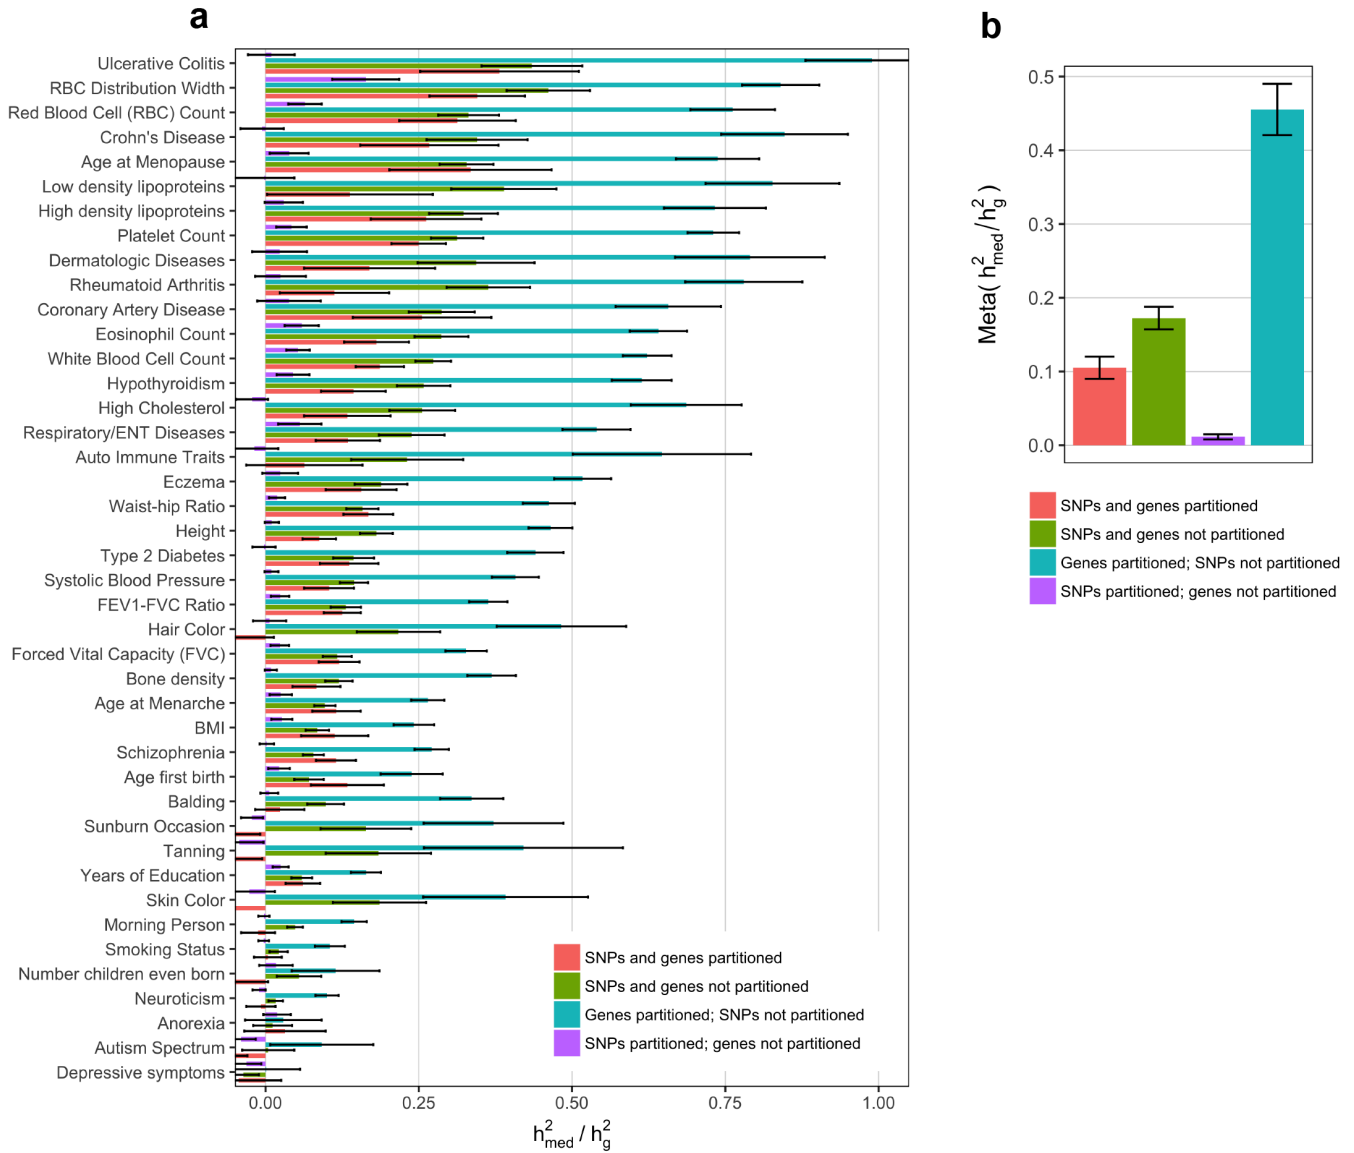 a
Ulcerative Colitis
RBC Distribution Width
Red Blood Cell (RBC) Count
Crohn's Disease
Age at Menopause
Low density lipoproteins
High density lipoproteins
Platelet Count
Dermatologic Diseases
Rheumatoid Arthritis
Coronary Artery Disease
Eosinophil Count
White Blood Cell Count
Hypothyroidism
High Cholesterol
Respiratory/ENT Diseases
Auto Immune Traits
Eczema
Waist-hip Ratio
Height
Type 2 Diabetes
Systolic Blood Pressure
FEV1-FVC Ratio
Hair Color
Forced Vital Capacity (FVC)
Bone density
Age at Menarche
BMI
Schizophrenia
Age first birth
Balding
Sunburn Occasion
Tanning
Years of Education
Skin Color
Morning Person
Smoking Status
Number children even born
Neuroticism
Anorexia
Autism Spectrum
Depressive symptoms
SNPs and genes partitioned
SNPs and genes not partitioned
Genes partitioned; SNPs not partitioned
SNPs partitioned; genes not partitioned
0.00 0.25 0.50 0.75 1.00
h²med / h²g
b
Meta( h²med/h²g )
0.5
0.4
0.3
0.2
0.1
0.0
SNPs and genes partitioned
SNPs and genes not partitioned
Genes partitioned; SNPs not partitioned
SNPs partitioned; genes not partitioned